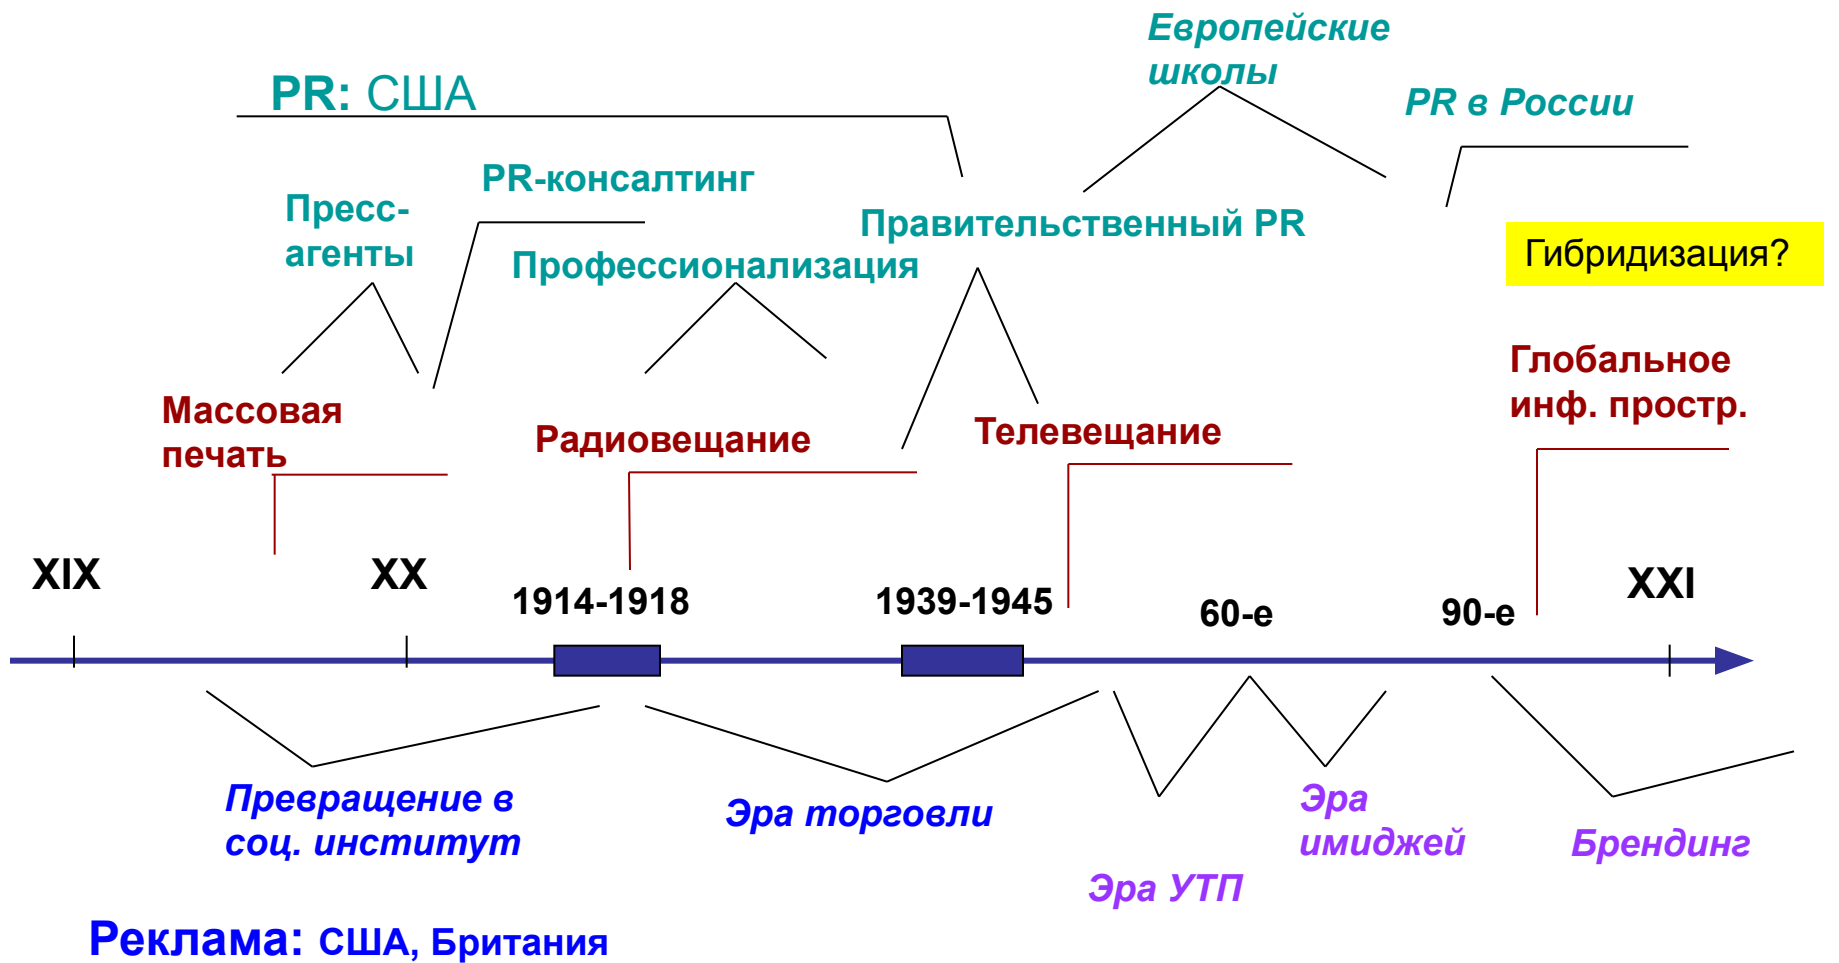 Европейские
школы
PR: США
PR в России
PR-консалтинг
Пресс-
агенты
Правительственный PR
Профессионализация
Гибридизация?
Глобальное
инф. простр.
Массовая
печать
Радиовещание
Телевещание
XIX
XX
1914-1918
1939-1945
60-е
90-е
XXI
Превращение в
соц. институт
Эра торговли
Эра
имиджей
Брендинг
Эра УТП
Реклама: США, Британия